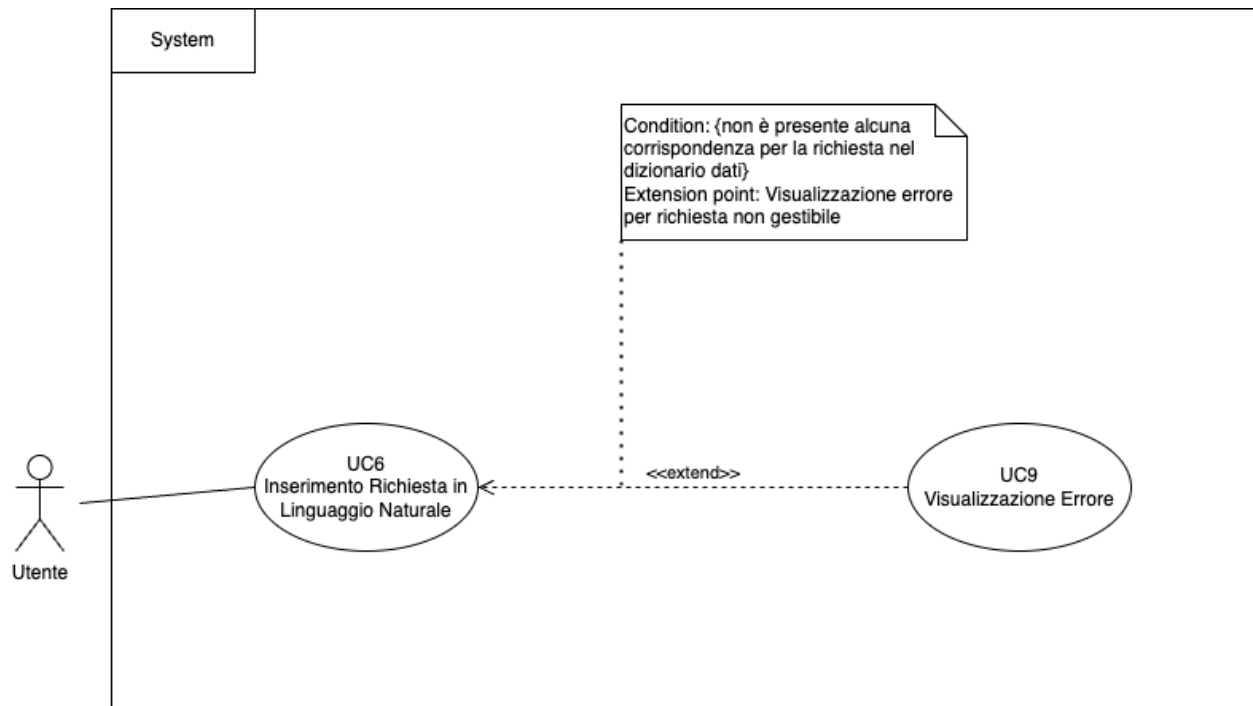 System
Condition: {non è presente alcuna
corrispondenza per la richiesta nel
dizionario dati}
Extension point: Visualizzazione errore
per richiesta non gestibile
UC6
Inserimento Richiesta in
Linguaggio Naturale
<<extend>>
UC9
Visualizzazione Errore
Utente